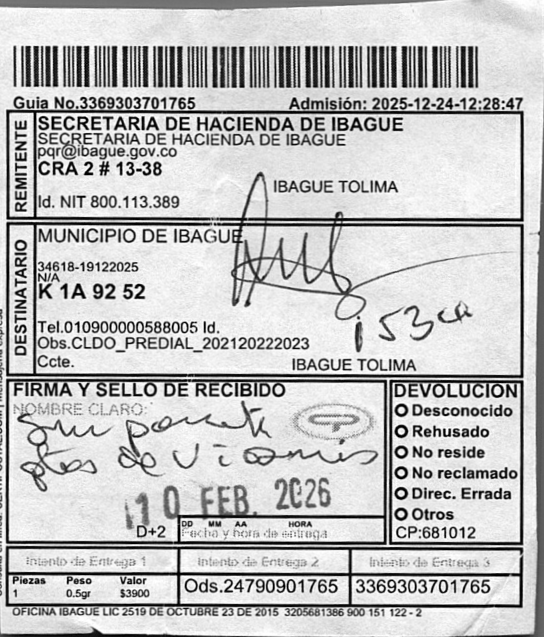 Guia No.3369303701765 Admisión: 2025-12-24-12:28:47
REMITENTE
SECRETARIA DE HACIENDA DE IBAGUE
SECRETARIA DE HACIENDA DE IBAGUE
pqr@ibague.gov.co
CRA 2 # 13-38
IBAGUE TOLIMA
Id. NIT 800.113.389
DESTINATARIO
MUNICIPIO DE IBAGUE
34618-19122025
N/A
K 1A 92 52
Tel.010900000588005 Id.
Obs.CLDO_PREDIAL_202120222023
Ccte. IBAGUE TOLIMA
FIRMA Y SELLO DE RECIBIDO
NOMBRE CLARO:
10 FEB. 2026
D+2
DD MM AA HORA
Fecha y hora de entrega
DEVOLUCION
Desconocido
Rehusado
No reside
No reclamado
Direc. Errada
Otros
CP:681012
Intento de Entrega 1 Intento de Entrega 2 Intento de Entrega 3
Piezas Peso Valor
1 0.5gr $3900
Ods.24790901765 3369303701765
OFICINA IBAGUE LIC 2519 DE OCTUBRE 23 DE 2015 3205681386 900 151 122 - 2